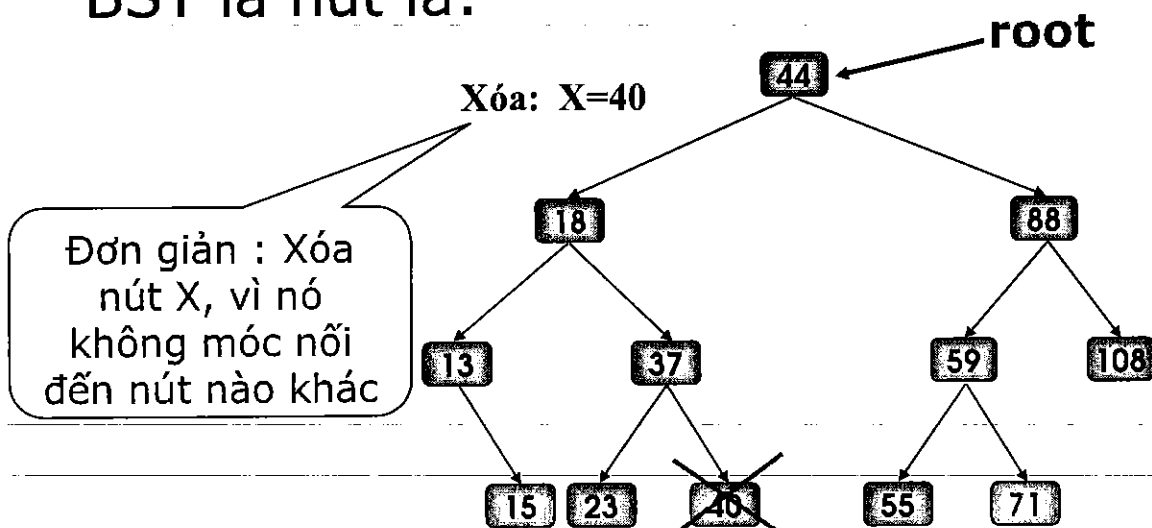 BST là nút lá:
root
44
Xóa: X=40
18
88
Đơn giản : Xóa
nút X, vì nó
không móc nối
đến nút nào khác
13
37
59
108
15
23
40
55
71